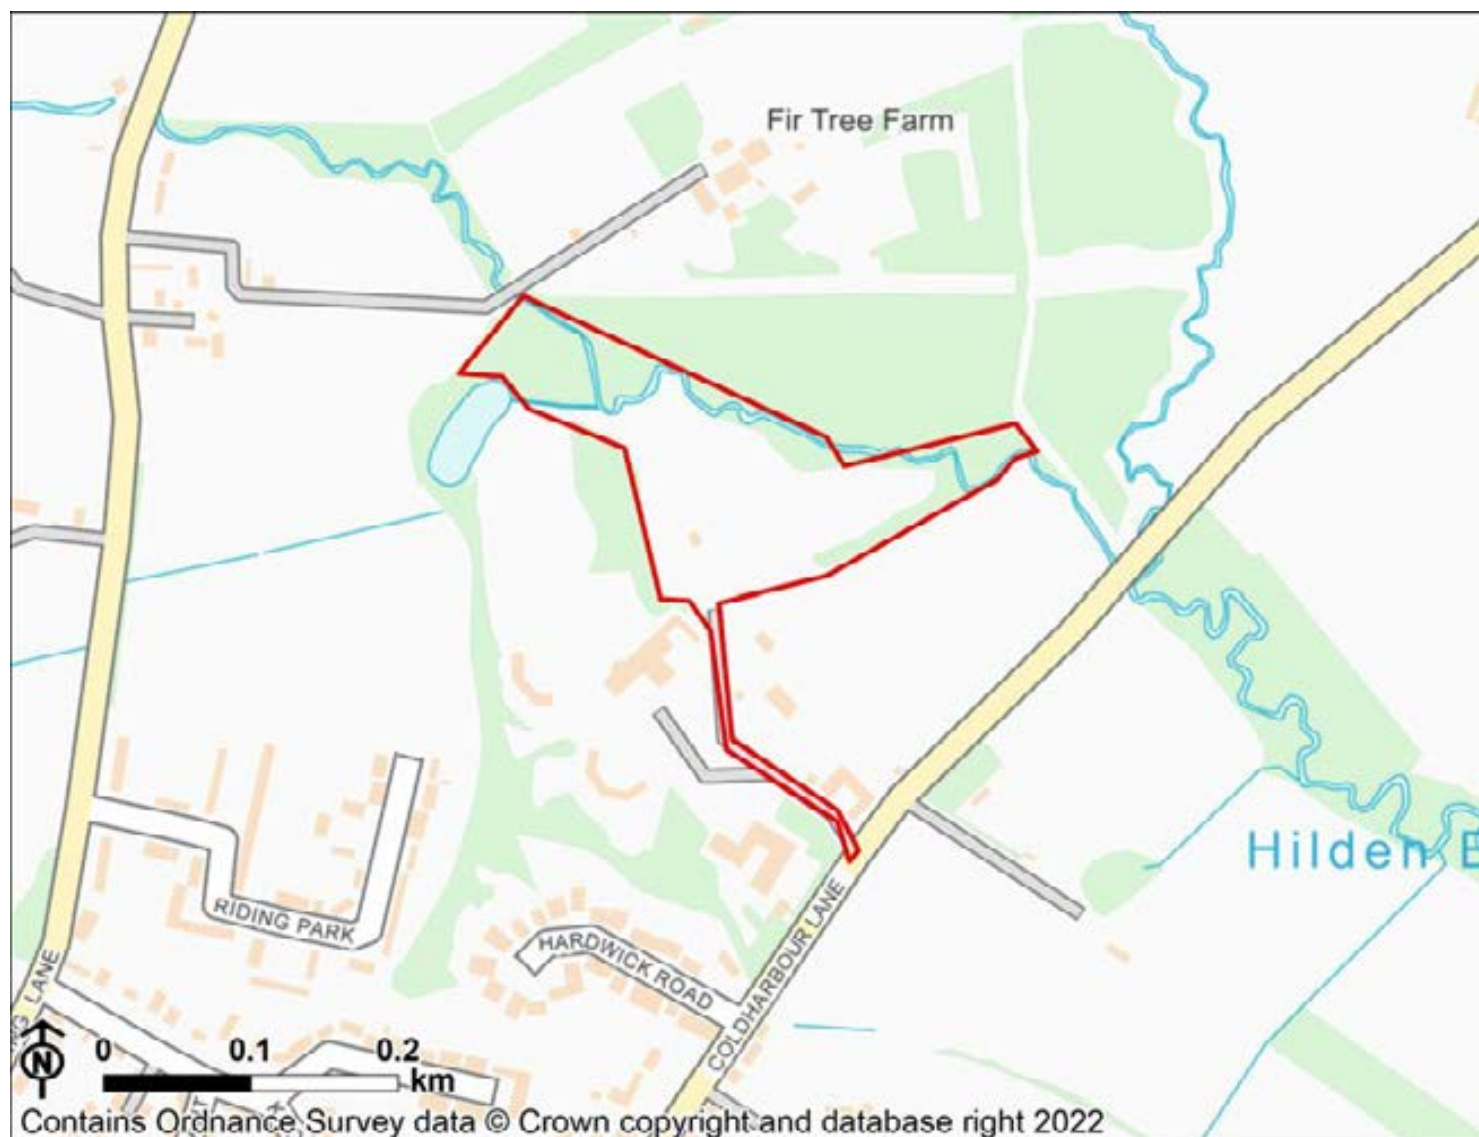 Fir Tree Farm
Hilden
RIDING PARK
HARDWICK ROAD
COLDHARBOUR LANE
LANE
N
0 0.1 0.2
km
Contains Ordnance Survey data © Crown copyright and database right 2022